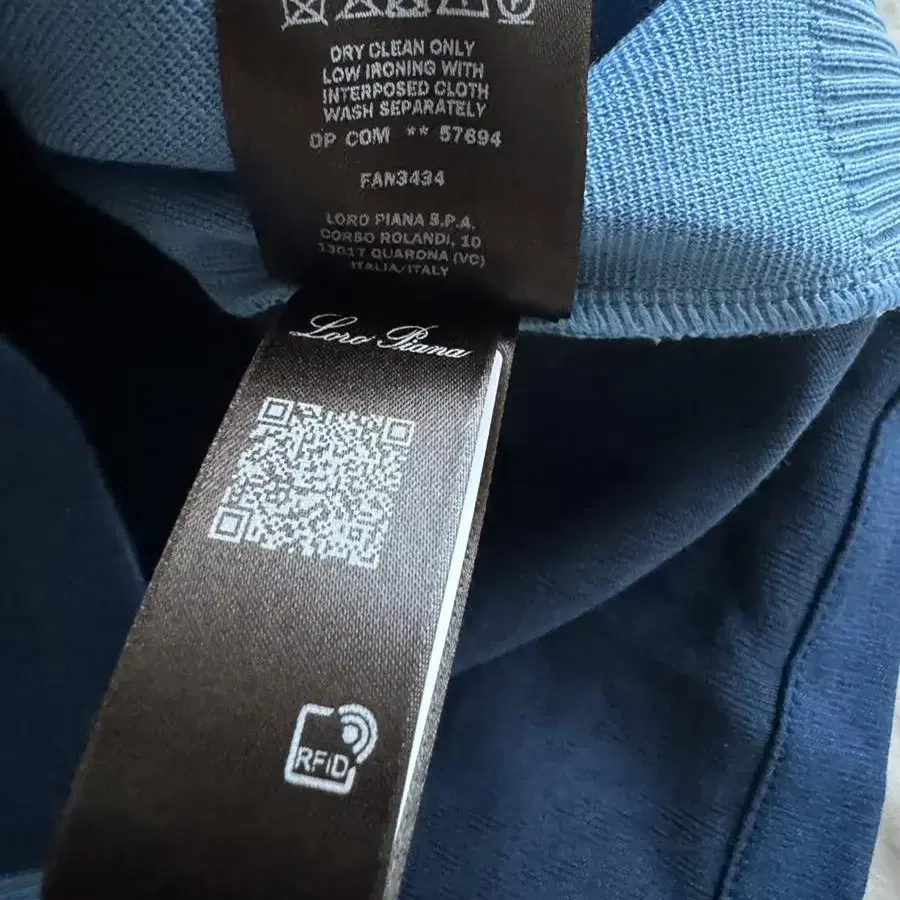 DRY CLEAN ONLY
LOW IRONING WITH
INTERPOSED CLOTH
WASH SEPARATELY
OP COM ** 57694
FAN3434
LORO PIANA S.P.A.
CORSO ROLANDI, 10
13017 QUARONA (VC)
ITALIA/ITALY
Loro Piana
RFiD